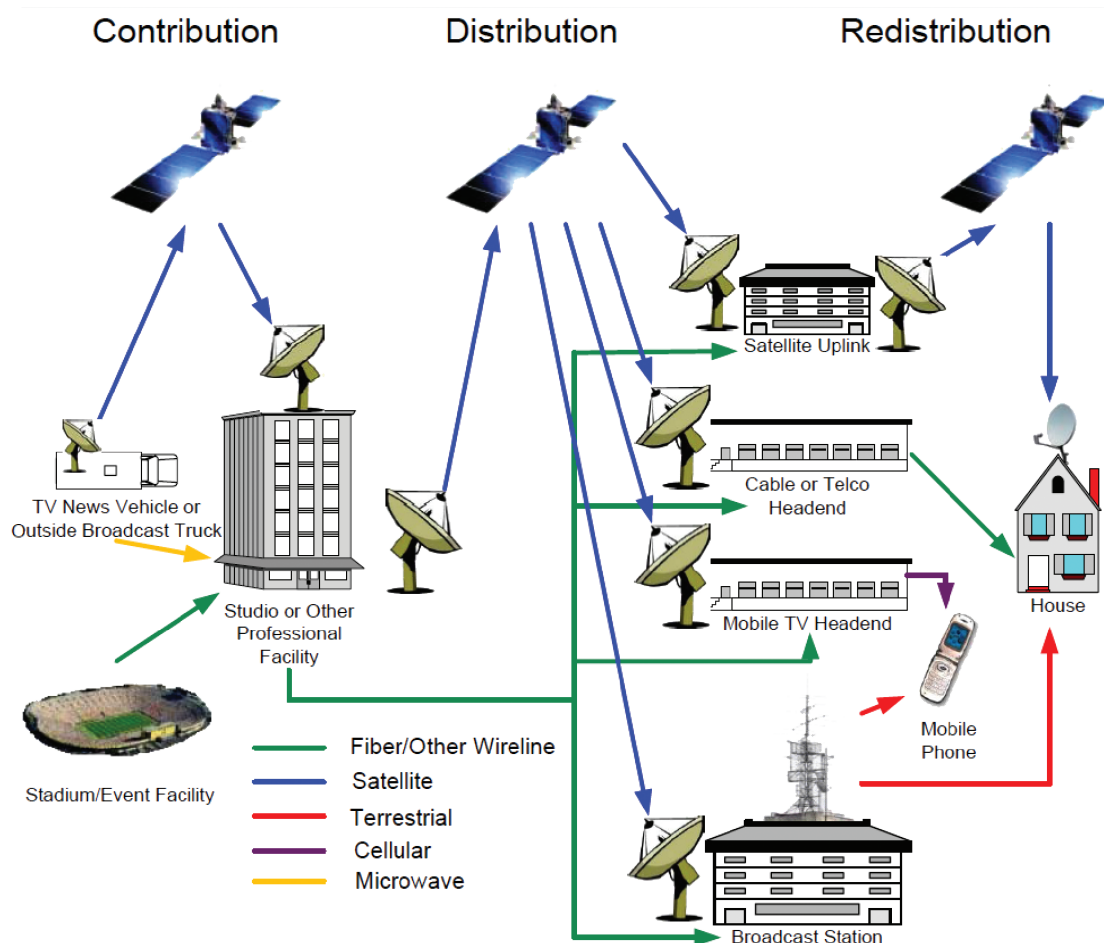 Contribution
Distribution
Redistribution
Satellite Uplink
TV News Vehicle or
Outside Broadcast Truck
Cable or Telco
Headend
Studio or Other
Professional
Facility
Mobile TV Headend
House
Mobile
Phone
Stadium/Event Facility
Fiber/Other Wireline
Satellite
Terrestrial
Cellular
Microwave
Broadcast Station